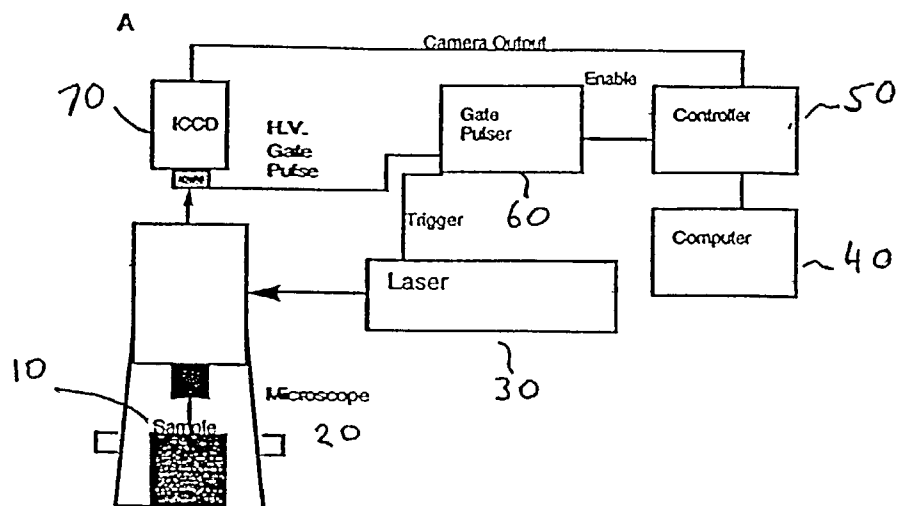 A
Camera Output
70
ICCD
H.V.
Gate
Pulse
Gate
Pulser
Enable
Controller
50
60
Trigger
Computer
40
Laser
30
10
Microscope
20
Sample